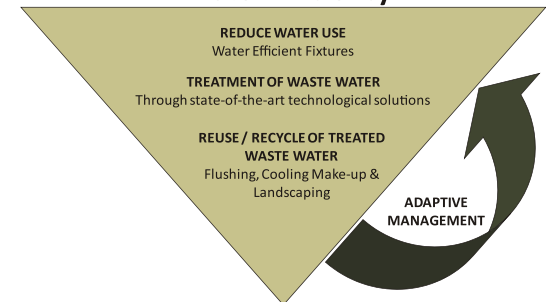 REDUCE WATER USE
Water Efficient Fixtures
TREATMENT OF WASTE WATER
Through state-of-the-art technological solutions
REUSE / RECYCLE OF TREATED
WASTE WATER
Flushing, Cooling Make-up &
Landscaping
ADAPTIVE
MANAGEMENT